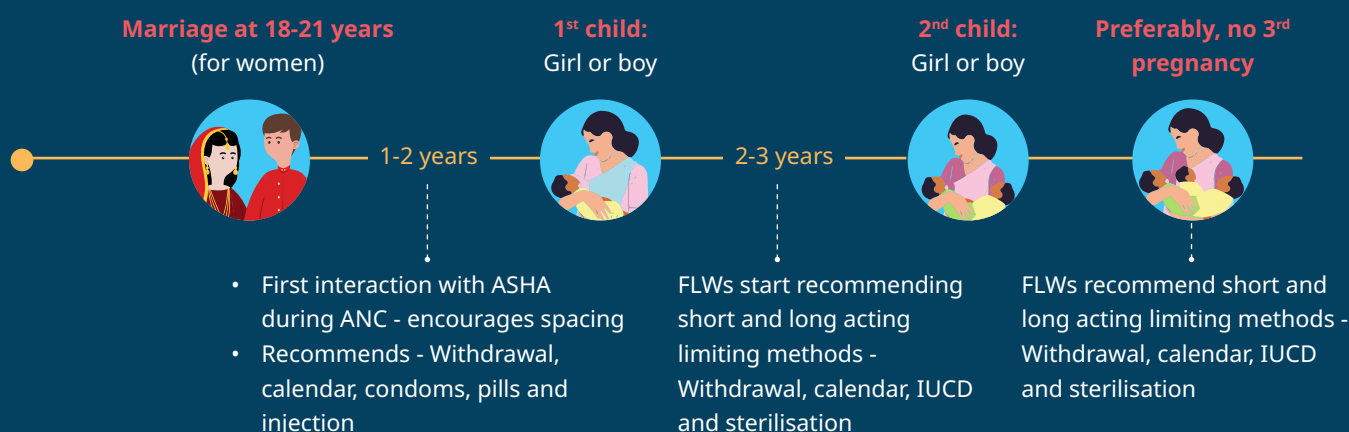 Marriage at 18-21 years
(for women)
1st child:
Girl or boy
2nd child:
Girl or boy
Preferably, no 3rd
pregnancy
1-2 years
2-3 years
• First interaction with ASHA
during ANC - encourages spacing
• Recommends - Withdrawal,
calendar, condoms, pills and
injection
FLWs start recommending
short and long acting
limiting methods -
Withdrawal, calendar, IUCD
and sterilisation
FLWs recommend short and
long acting limiting methods -
Withdrawal, calendar, IUCD
and sterilisation